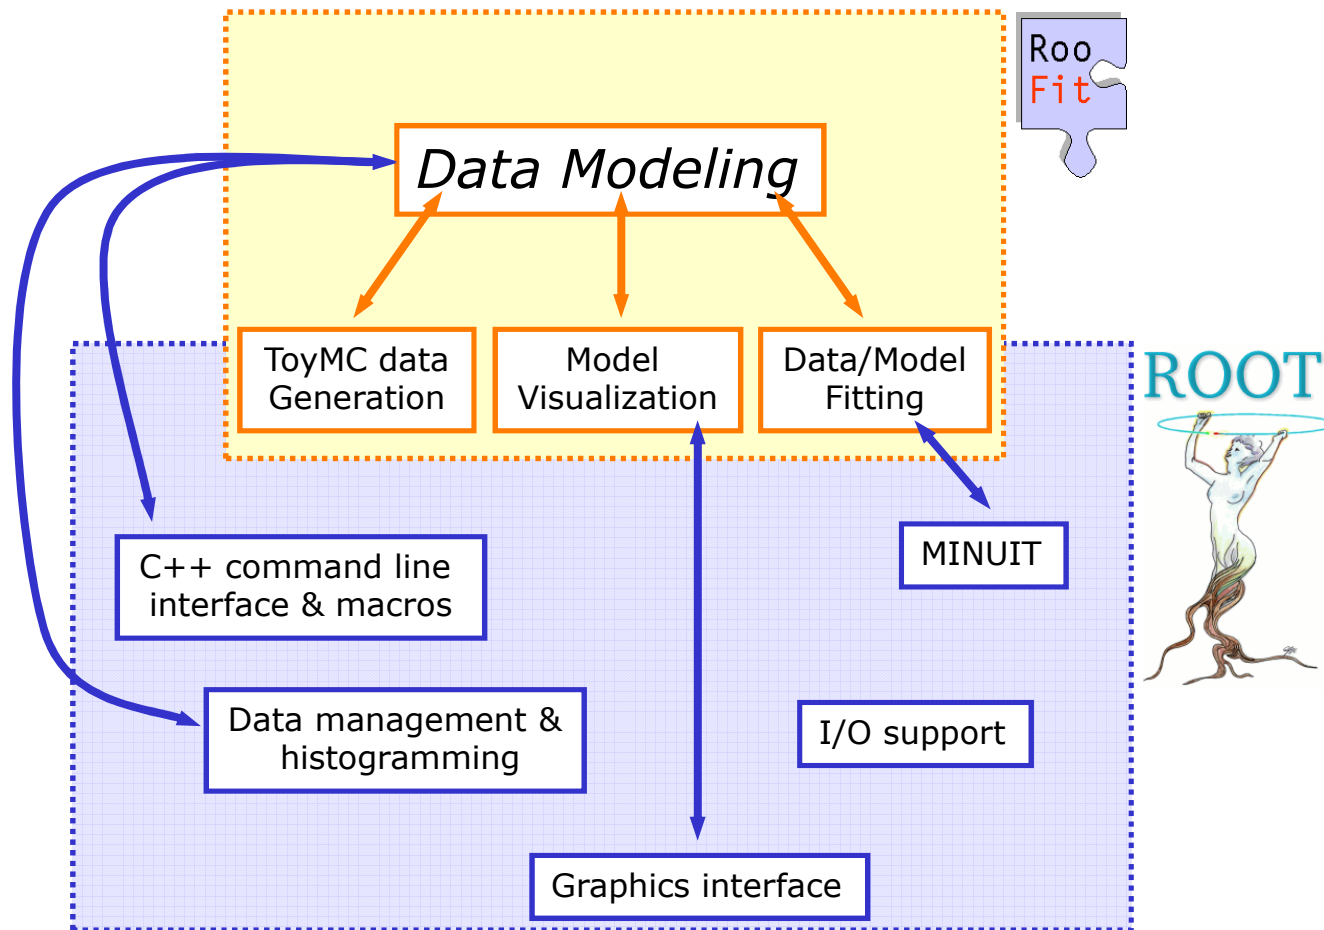 Roo
Fit
Data Modeling
ToyMC data
Generation
Model
Visualization
Data/Model
Fitting
ROOT
C++ command line
interface & macros
MINUIT
Data management &
histogramming
I/O support
Graphics interface